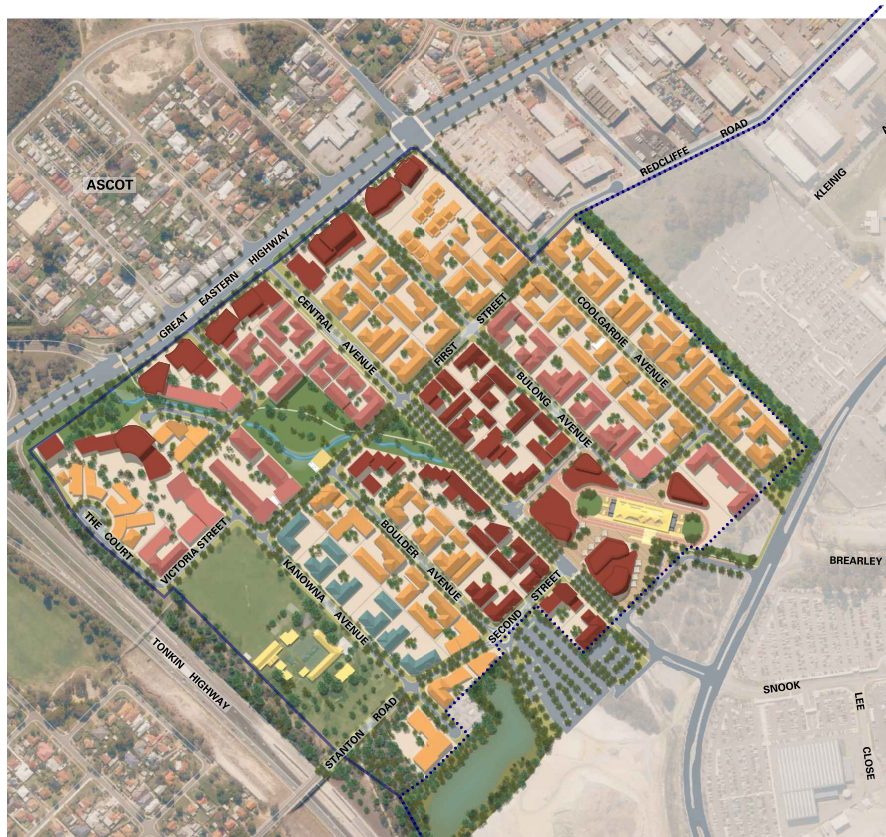 REDCLIFFE ROAD
KLEINIG
ASCOT
GREAT EASTERN HIGHWAY
CENTRAL AVENUE
FIRST STREET
COOLGARDIE AVENUE
BULONG AVENUE
THE COURT
VICTORIA STREET
BOULDER AVENUE
KANOWNA AVENUE
SECOND STREET
BREARLEY
TONKIN HIGHWAY
STANTON ROAD
SNOOK
LEE
CLOSE